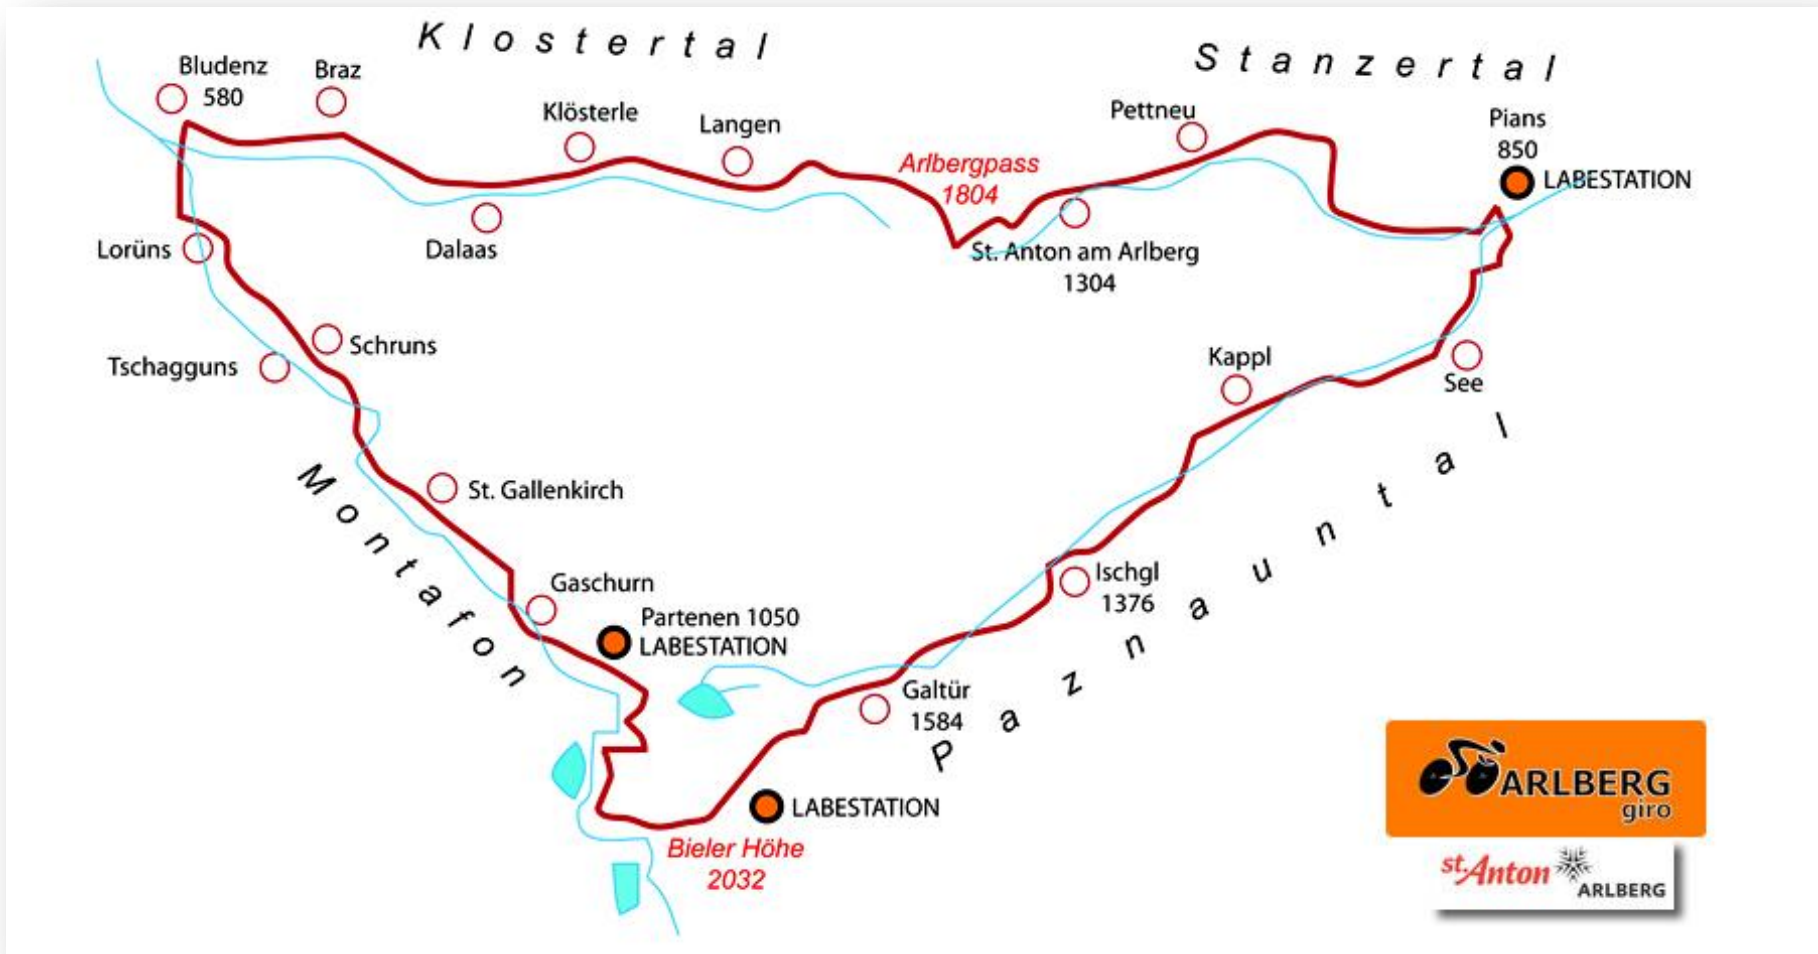 Klostertal
Stanzertal
Bludenz
580
Braz
Klösterle
Langen
Arlbergpass
1804
Pettneu
Pians
850
LABESTATION
Lorüns
Dalaas
St. Anton am Arlberg
1304
Schruns
Tschagguns
Kappl
See
St. Gallenkirch
Montafon
Gaschurn
Partenen 1050
LABESTATION
Ischgl
1376
Paznauntal
Galtür
1584
LABESTATION
Bieler Höhe
2032
ARLBERG
giro
st.Anton
ARLBERG